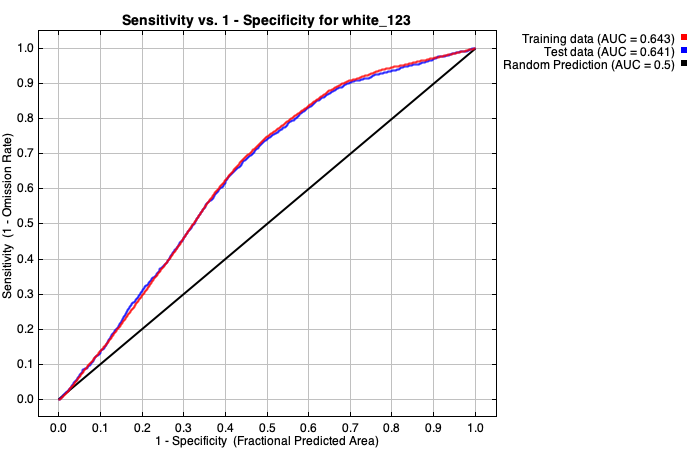 Sensitivity vs. 1 - Specificity for white_123
Training data (AUC = 0.643)
Test data (AUC = 0.641)
Random Prediction (AUC = 0.5)
Sensitivity (1 - Omission Rate)
1.0
0.9
0.8
0.7
0.6
0.5
0.4
0.3
0.2
0.1
0.0
0.0 0.1 0.2 0.3 0.4 0.5 0.6 0.7 0.8 0.9 1.0
1 - Specificity (Fractional Predicted Area)